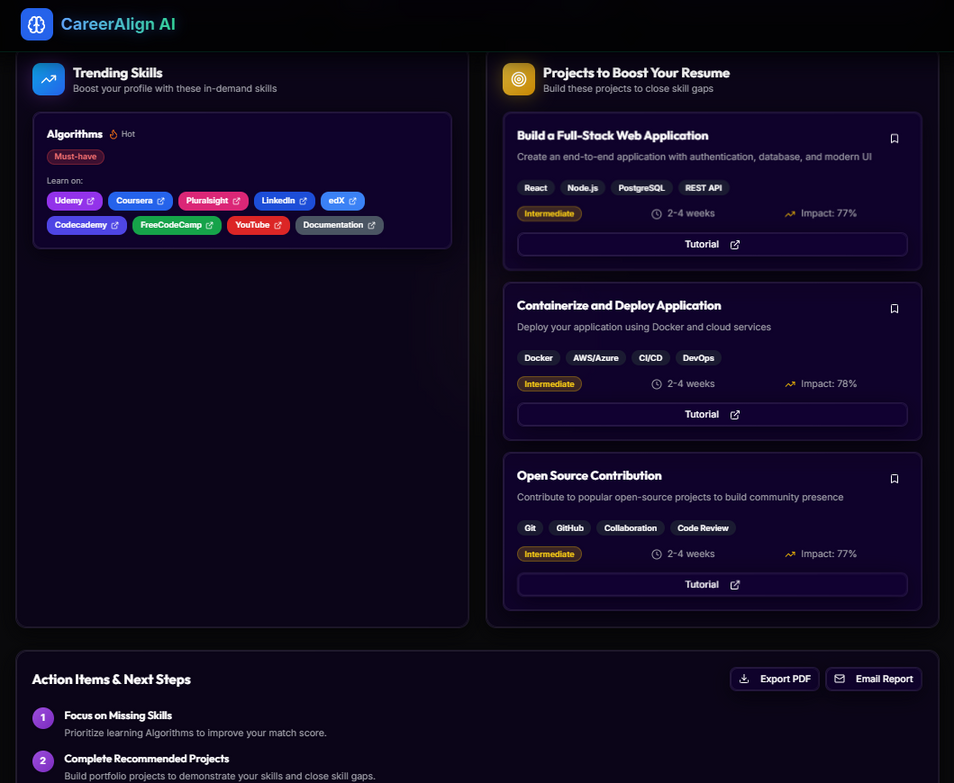 CareerAlign AI
Trending Skills
Boost your profile with these in-demand skills
Algorithms Hot
Must-have
Learn on:
Udemy Coursera Pluralsight LinkedIn edX
Codecademy FreeCodeCamp YouTube Documentation
Projects to Boost Your Resume
Build these projects to close skill gaps
Build a Full-Stack Web Application
Create an end-to-end application with authentication, database, and modern UI
React Node.js PostgreSQL REST API
Intermediate 2-4 weeks Impact: 77%
Tutorial
Containerize and Deploy Application
Deploy your application using Docker and cloud services
Docker AWS/Azure CI/CD DevOps
Intermediate 2-4 weeks Impact: 78%
Tutorial
Open Source Contribution
Contribute to popular open-source projects to build community presence
Git GitHub Collaboration Code Review
Intermediate 2-4 weeks Impact: 77%
Tutorial
Action Items & Next Steps
Export PDF Email Report
1 Focus on Missing Skills
Prioritize learning Algorithms to improve your match score.
2 Complete Recommended Projects
Build portfolio projects to demonstrate your skills and close skill gaps.